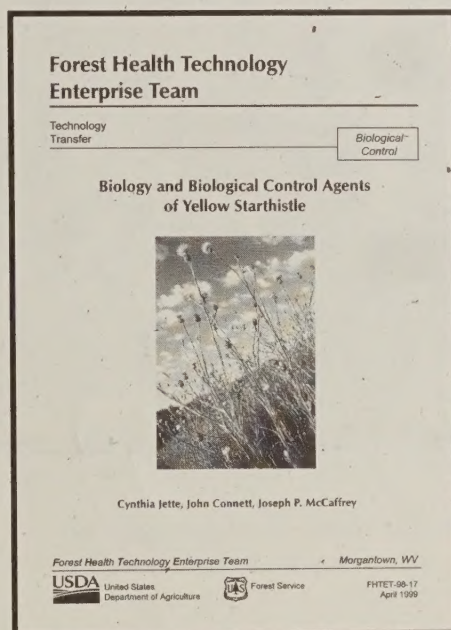 Forest Health Technology
Enterprise Team
Technology
Transfer
Biological
Control
Biology and Biological Control Agents
of Yellow Starthistle
Cynthia Jette, John Connett, Joseph P. McCaffrey
Forest Health Technology Enterprise Team
Morgantown, WV
USDA
United States
Department of Agriculture
Forest Service
FHTET-98-17
April 1999